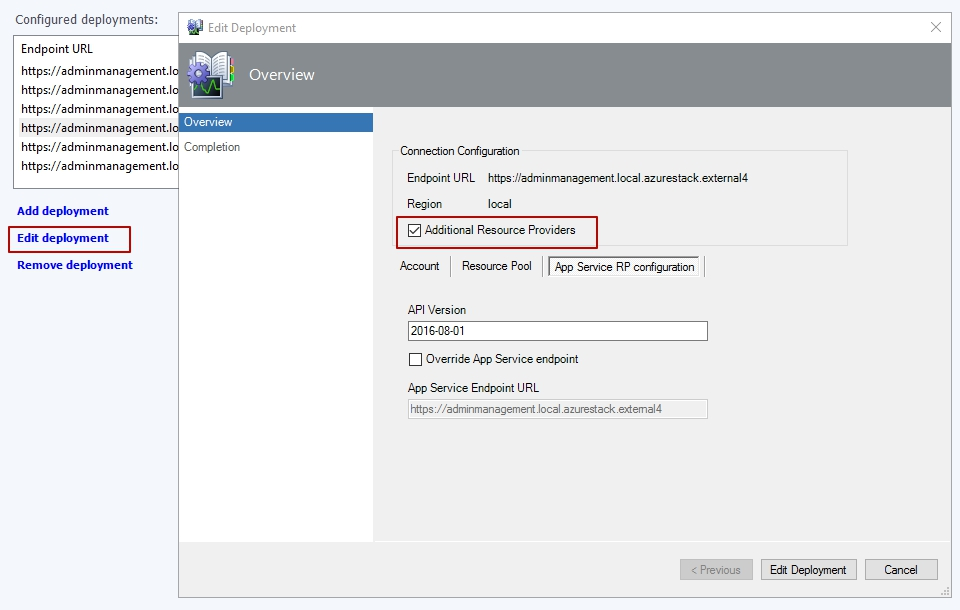 Configured deployments:
Endpoint URL
https://adminmanagement.lo
https://adminmanagement.lo
https://adminmanagement.lo
https://adminmanagement.lo
https://adminmanagement.lo
https://adminmanagement.lo
Add deployment
Edit deployment
Remove deployment
Edit Deployment
Overview
Overview
Completion
Connection Configuration
Endpoint URL https://adminmanagement.local.azurestack.external4
Region local
Additional Resource Providers
Account Resource Pool App Service RP configuration
API Version
2016-08-01
Override App Service endpoint
App Service Endpoint URL
https://adminmanagement.local.azurestack.external4
< Previous Edit Deployment Cancel